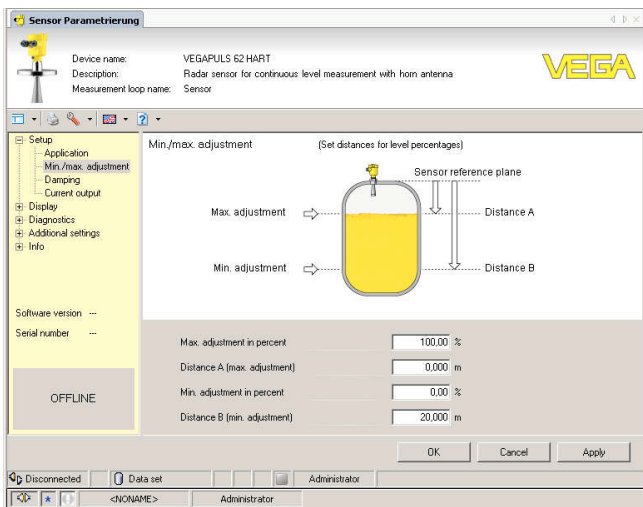 Sensor Parametrierung
Device name: VEGAPULS 62 HART
Description: Radar sensor for continuous level measurement with horn antenna
Measurement loop name: Sensor
VEGA
Setup
Application
Min./max. adjustment
Damping
Current output
Display
Diagnostics
Additional settings
Info
Software version ---
Serial number ---
OFFLINE
Min./max. adjustment (Set distances for level percentages)
Sensor reference plane
Max. adjustment Distance A
Min. adjustment Distance B
Max. adjustment in percent 100,00 %
Distance A (max. adjustment) 0,000 m
Min. adjustment in percent 0,00 %
Distance B (min. adjustment) 20,000 m
OK Cancel Apply
Disconnected Data set Administrator
<NONAME> Administrator